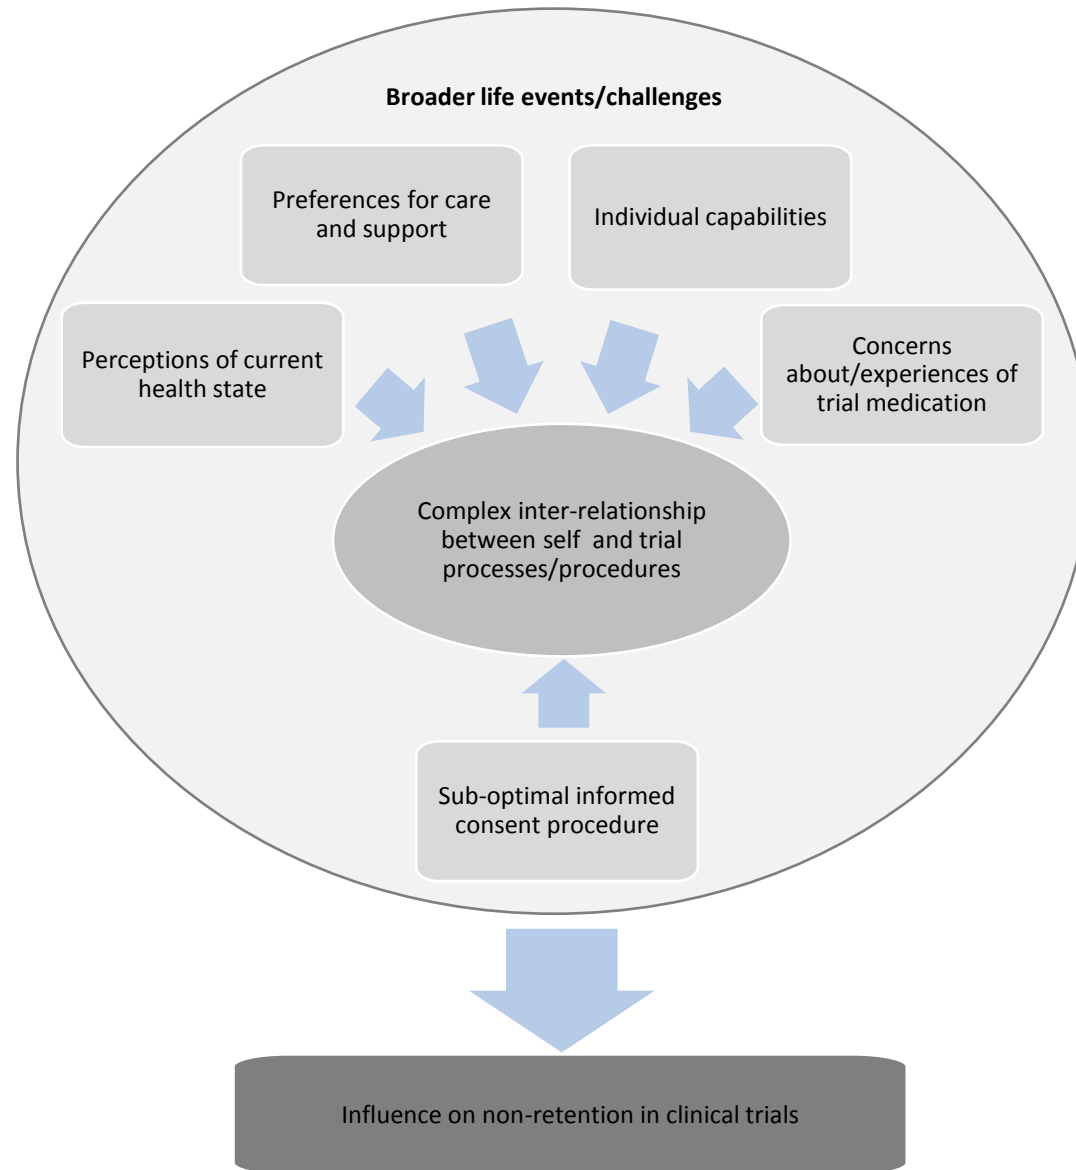 Broader life events/challenges
Preferences for care
and support
Individual capabilities
Perceptions of current
health state
Concerns
about/experiences of
trial medication
Complex inter-relationship
between self and trial
processes/procedures
Sub-optimal informed
consent procedure
Influence on non-retention in clinical trials